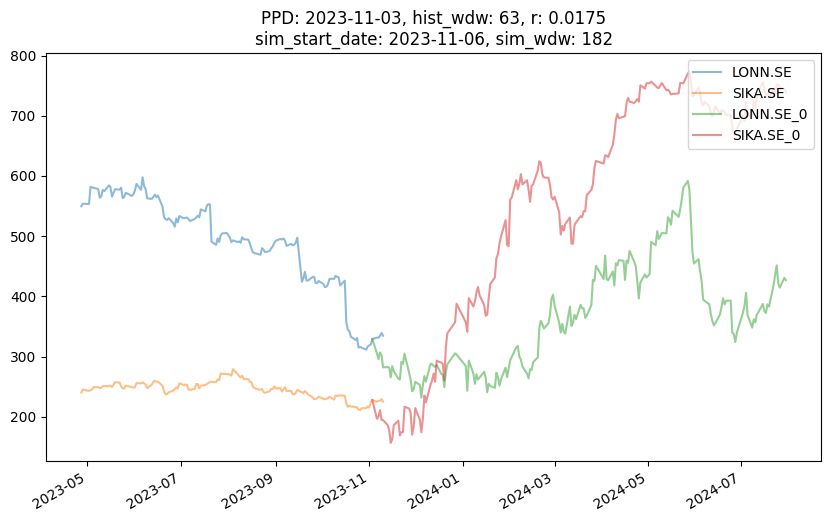 PPD: 2023-11-03, hist_wdw: 63, r: 0.0175
sim_start_date: 2023-11-06, sim_wdw: 182
LONN.SE
SIKA.SE
LONN.SE_0
SIKA.SE_0
800
700
600
500
400
300
200
2023-05
2023-07
2023-09
2023-11
2024-01
2024-03
2024-05
2024-07